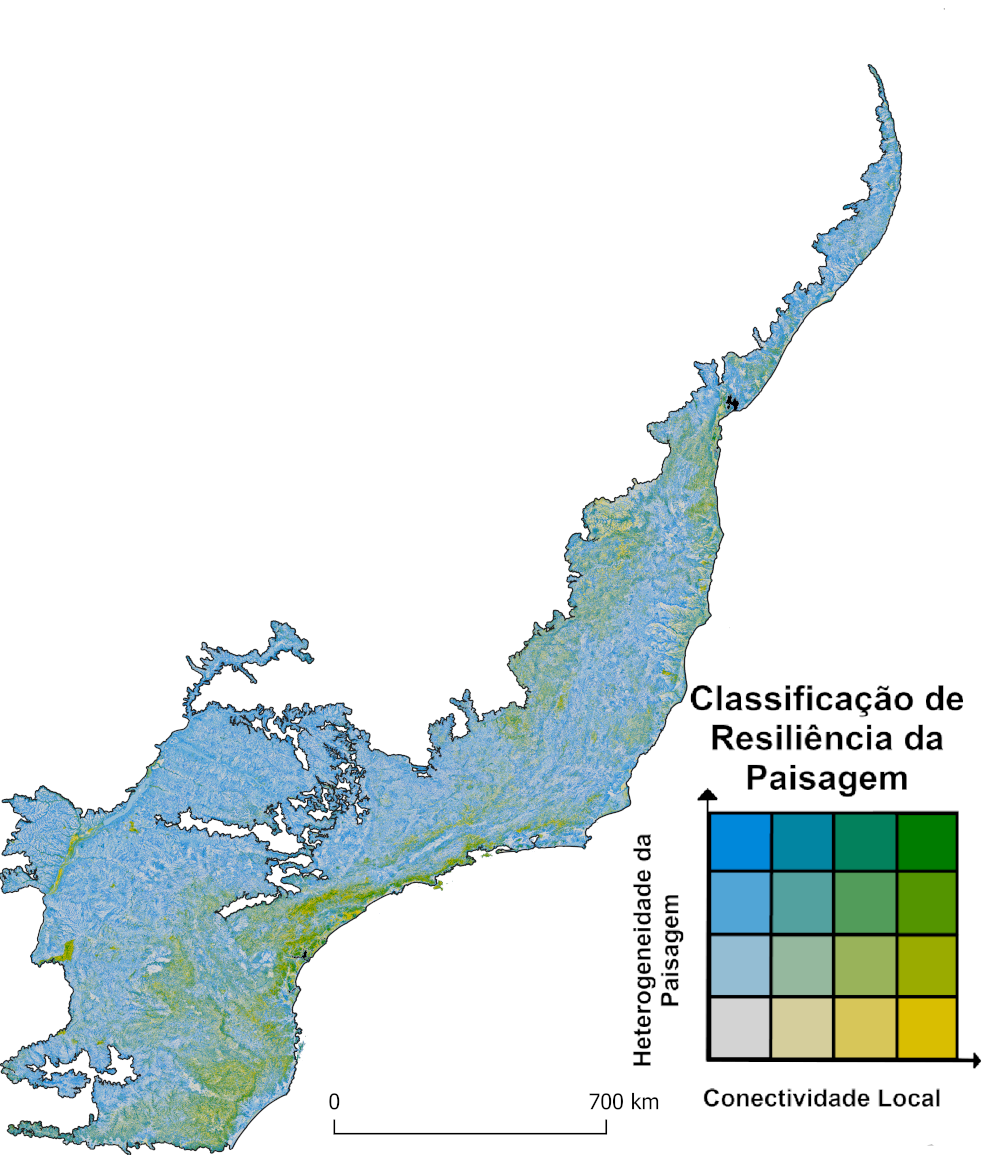 Classificação de
Resiliência da
Paisagem
Heterogeneidade da
Paisagem
Conectividade Local
0
700 km